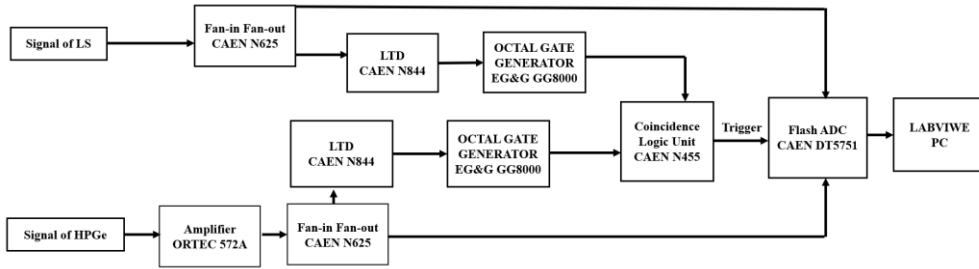 Signal of LS
Fan-in Fan-out
CAEN N625
LTD
CAEN N844
OCTAL GATE
GENERATOR
EG&G GG8000
LTD
CAEN N844
OCTAL GATE
GENERATOR
EG&G GG8000
Coincidence
Logic Unit
CAEN N455
Trigger
Flash ADC
CAEN DT5751
LABVIWE
PC
Signal of HPGe
Amplifier
ORTEC 572A
Fan-in Fan-out
CAEN N625